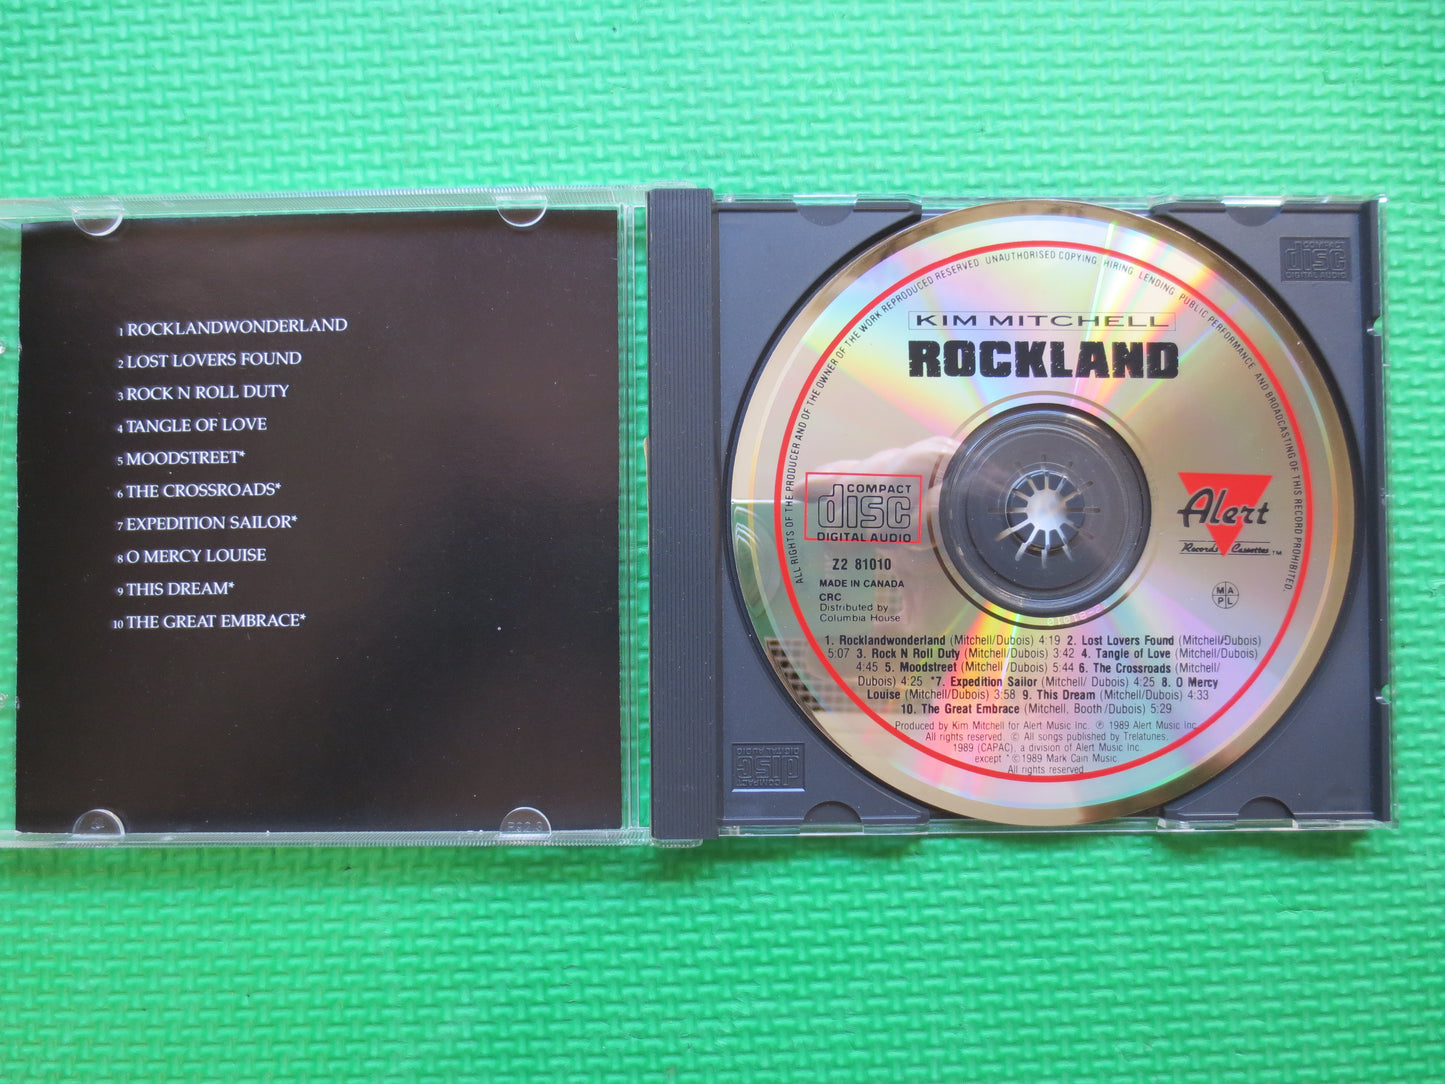 1 ROCKLANDWONDERLAND
2 LOST LOVERS FOUND
3 ROCK N ROLL DUTY
4 TANGLE OF LOVE
5 MOODSTREET*
6 THE CROSSROADS*
7 EXPEDITION SAILOR*
8 O MERCY LOUISE
9 THIS DREAM*
10 THE GREAT EMBRACE*
ALL RIGHTS OF THE PRODUCER AND OF THE OWNER OF THE WORK REPRODUCED RESERVED. UNAUTHORISED COPYING, HIRING, LENDING, PUBLIC PERFORMANCE AND BROADCASTING OF THIS RECORD PROHIBITED.
KIM MITCHELL
ROCKLAND
COMPACT
disc
DIGITAL AUDIO
Alert
Records Cassettes TM
Z2 81010
MADE IN CANADA
CRC
Distributed by
Columbia House
M A
P L
1. Rocklandwonderland (Mitchell/Dubois) 4:19 2. Lost Lovers Found (Mitchell/Dubois)
5:07 3. Rock N Roll Duty (Mitchell/Dubois) 3:42 4. Tangle of Love (Mitchell/Dubois)
4:45 5. Moodstreet (Mitchell/Dubois) 5:44 6. The Crossroads (Mitchell/
Dubois) 4:25 *7. Expedition Sailor (Mitchell/ Dubois) 4:25 8. O Mercy
Louise (Mitchell/Dubois) 3:58 9. This Dream (Mitchell/Dubois) 4:33
10. The Great Embrace (Mitchell, Booth/Dubois) 5:29
Produced by Kim Mitchell for Alert Music Inc. ℗ 1989 Alert Music Inc.
All rights reserved. © All songs published by Trelatunes.
1989 (CAPAC), a division of Alert Music Inc.
except *©1989 Mark Cain Music.
All rights reserved
COMPACT
disc
DIGITAL AUDIO
COMPACT
disc
DIGITAL AUDIO